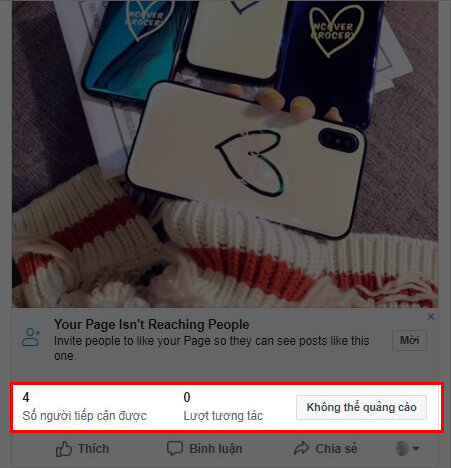 NCOVER
GROCERY
NCOVER
GROCERY
Your Page Isn't Reaching People
Invite people to like your Page so they can see posts like this
one.
Mời
4
Số người tiếp cận được
0
Lượt tương tác
Không thể quảng cáo
Thích
Bình luận
Chia sẻ